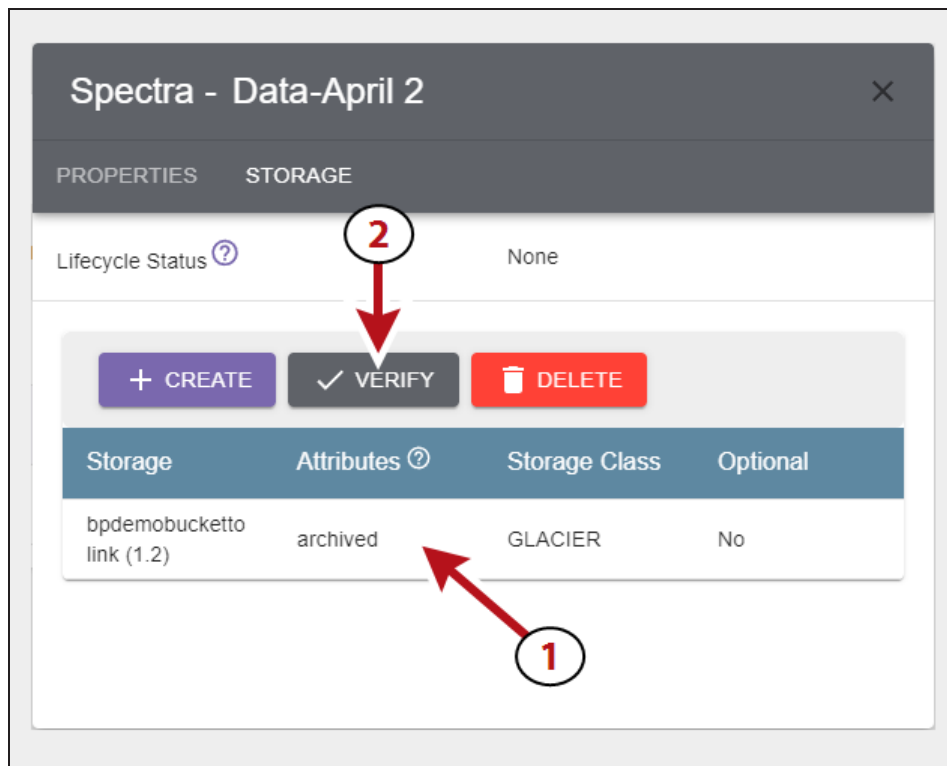 Spectra - Data-April 2
PROPERTIES STORAGE
2
Lifecycle Status ? None
+ CREATE ✓ VERIFY DELETE
Storage Attributes ? Storage Class Optional
bpdemobucketto
link (1.2) archived GLACIER No
1